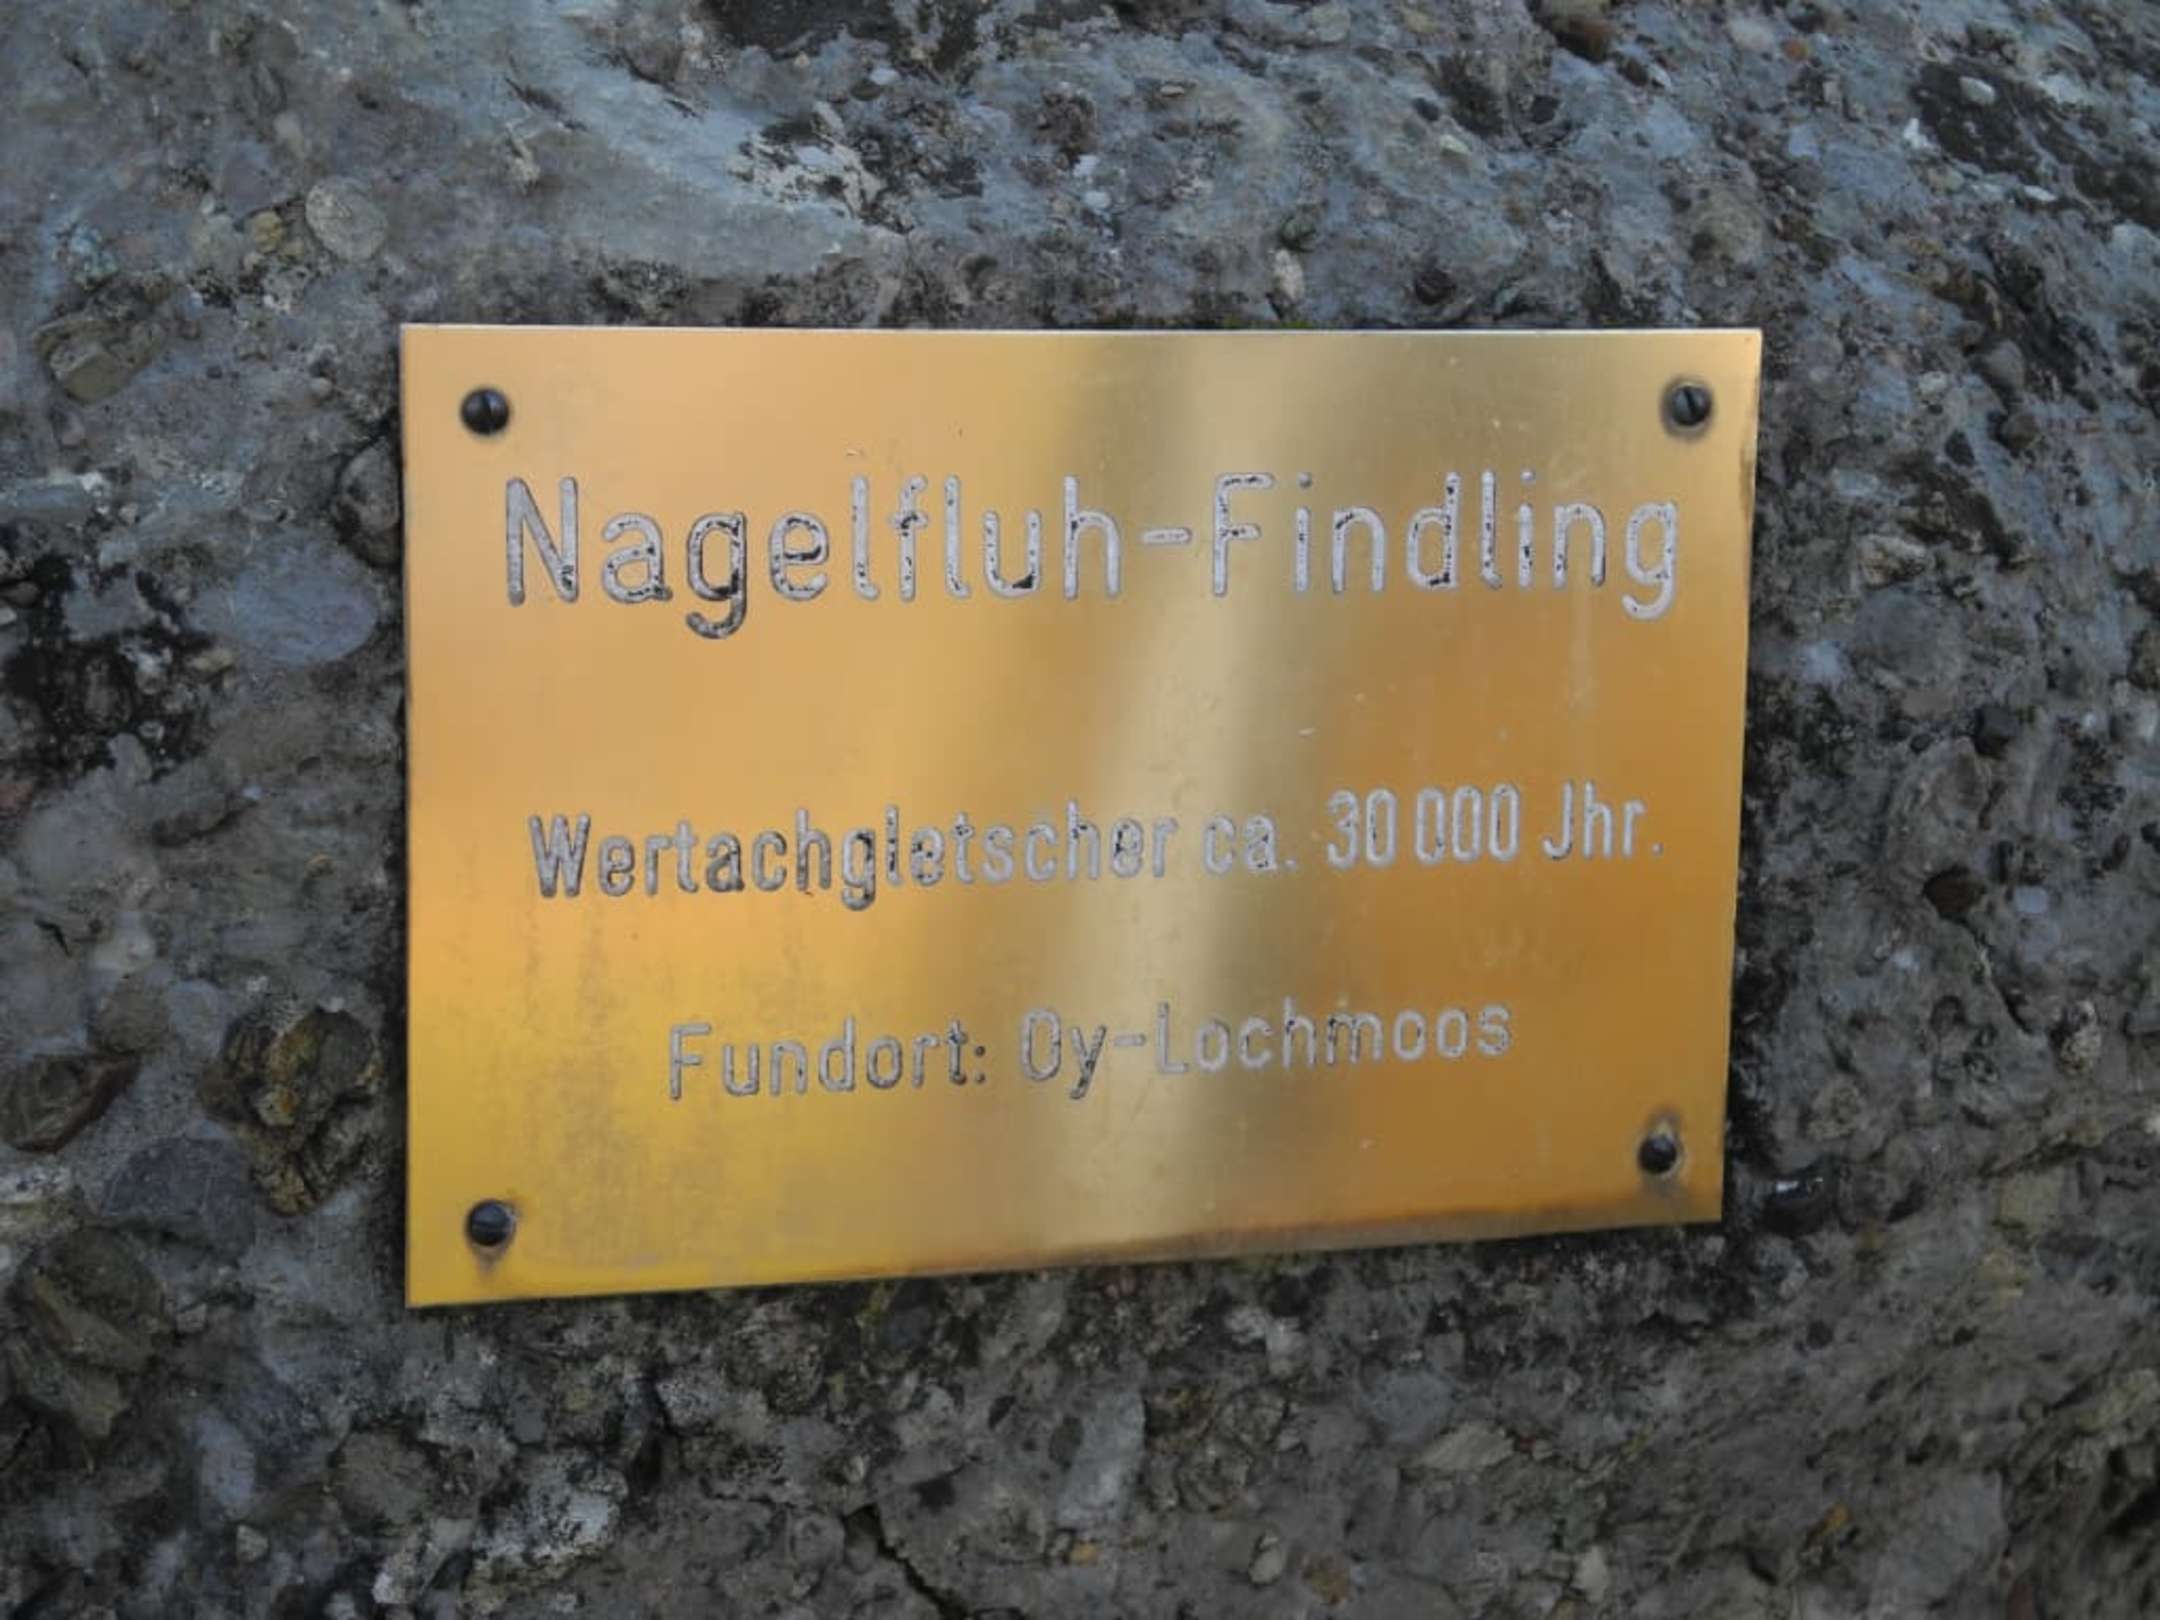 Nagelfluh-Findling
Wertachgletscher ca. 30 000 Jhr.
Fundort: Oy-Lochmoos